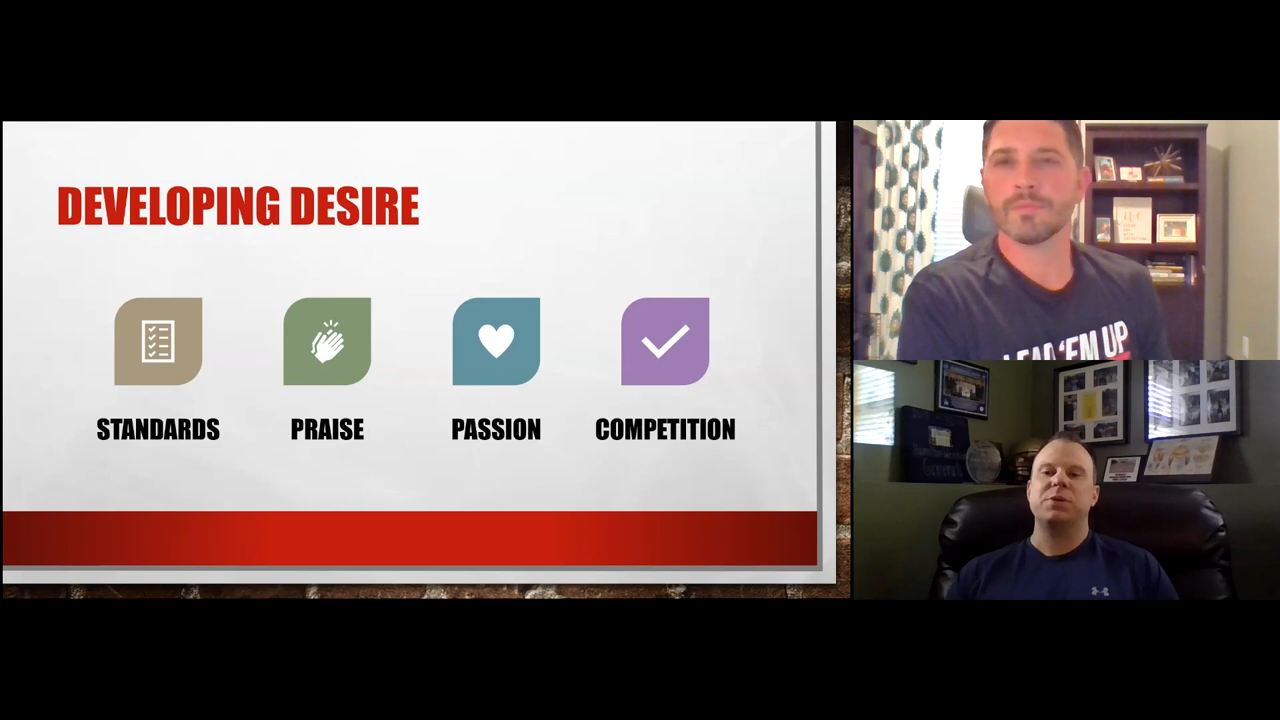 DEVELOPING DESIRE
STANDARDS
PRAISE
PASSION
COMPETITION
LEAD 'EM UP